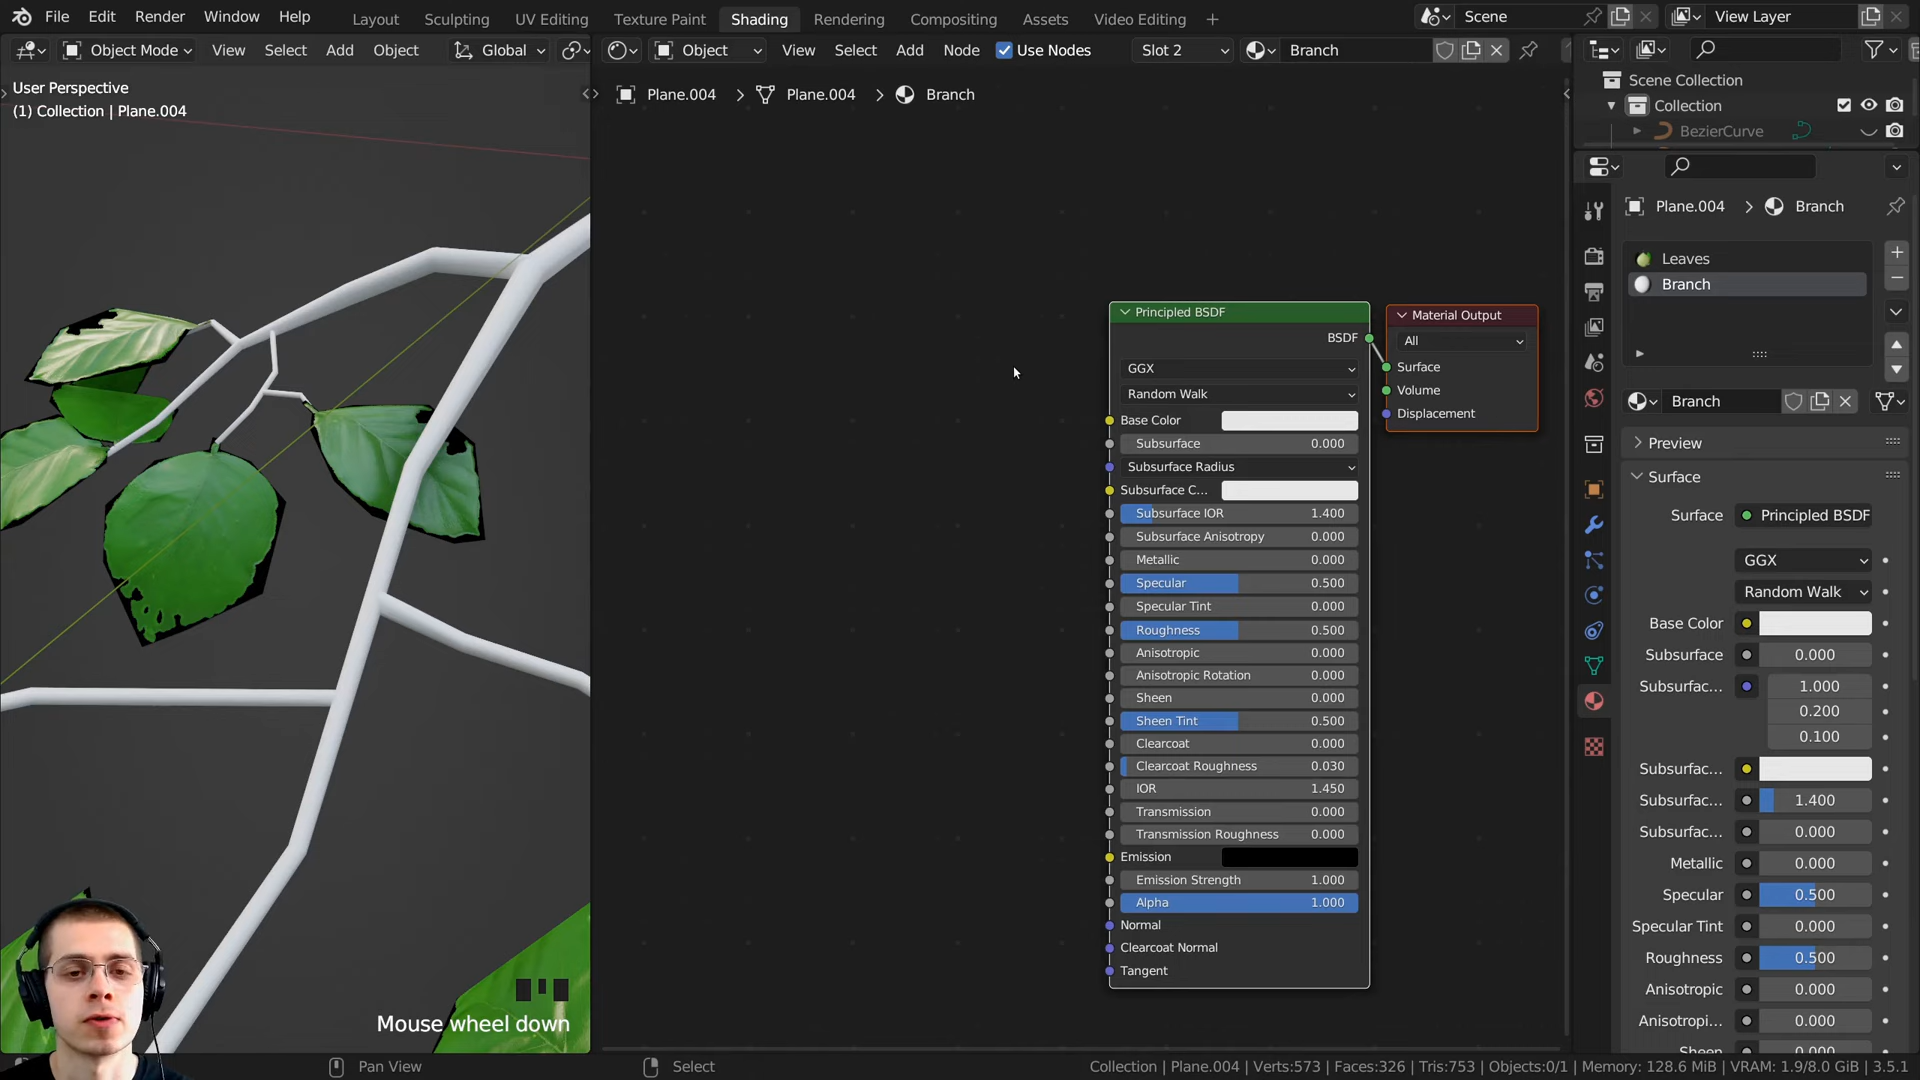 File Edit Render Window Help Layout Sculpting UV Editing Texture Paint Shading Rendering Compositing Assets Video Editing + Scene View Layer
Object Mode View Select Add Object Global Object View Select Add Node Use Nodes Slot 2 Branch
User Perspective
(1) Collection | Plane.004
Plane.004 > Plane.004 > Branch
Principled BSDF
BSDF
GGX
Random Walk
Base Color
Subsurface 0.000
Subsurface Radius
Subsurface C...
Subsurface IOR 1.400
Subsurface Anisotropy 0.000
Metallic 0.000
Specular 0.500
Specular Tint 0.000
Roughness 0.500
Anisotropic 0.000
Anisotropic Rotation 0.000
Sheen 0.000
Sheen Tint 0.500
Clearcoat 0.000
Clearcoat Roughness 0.030
IOR 1.450
Transmission 0.000
Transmission Roughness 0.000
Emission
Emission Strength 1.000
Alpha 1.000
Normal
Clearcoat Normal
Tangent
Material Output
All
Surface
Volume
Displacement
Scene Collection
Collection
BezierCurve
Plane.004 > Branch
Leaves
Branch
Branch
Preview
Surface
Surface Principled BSDF
GGX
Random Walk
Base Color
Subsurface 0.000
Subsurfac... 1.000
0.200
0.100
Subsurfac...
Subsurfac... 1.400
Subsurfac... 0.000
Metallic 0.000
Specular 0.500
Specular Tint 0.000
Roughness 0.500
Anisotropic 0.000
Anisotropi... 0.000
Sheen 0.000
Mouse wheel down
Pan View Select Collection | Plane.004 | Verts:573 | Faces:326 | Tris:753 | Objects:0/1 | Memory: 128.6 MiB | VRAM: 1.9/8.0 GiB | 3.5.1